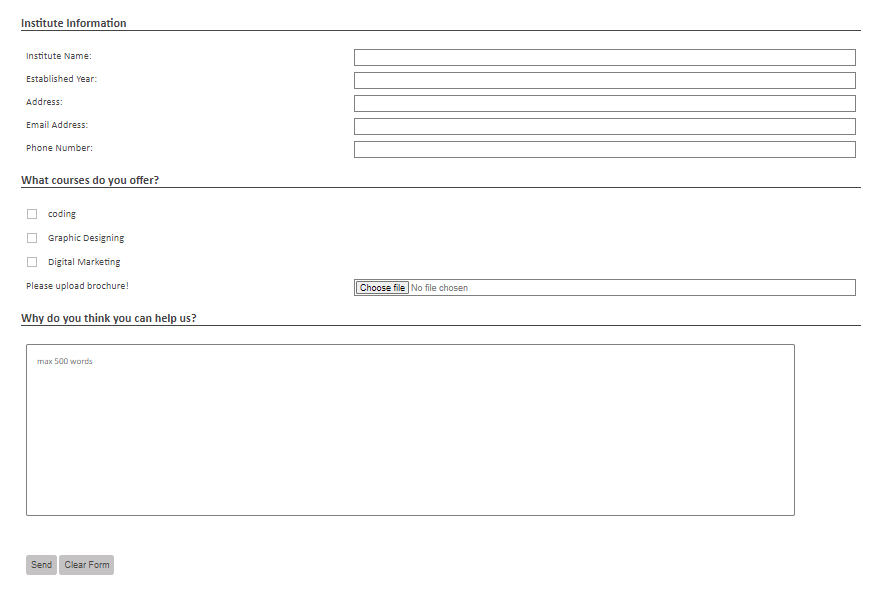 Institute Information
Institute Name:
Established Year:
Address:
Email Address:
Phone Number:
What courses do you offer?
coding
Graphic Designing
Digital Marketing
Please upload brochure!
Choose file No file chosen
Why do you think you can help us?
max 500 words
Send Clear Form